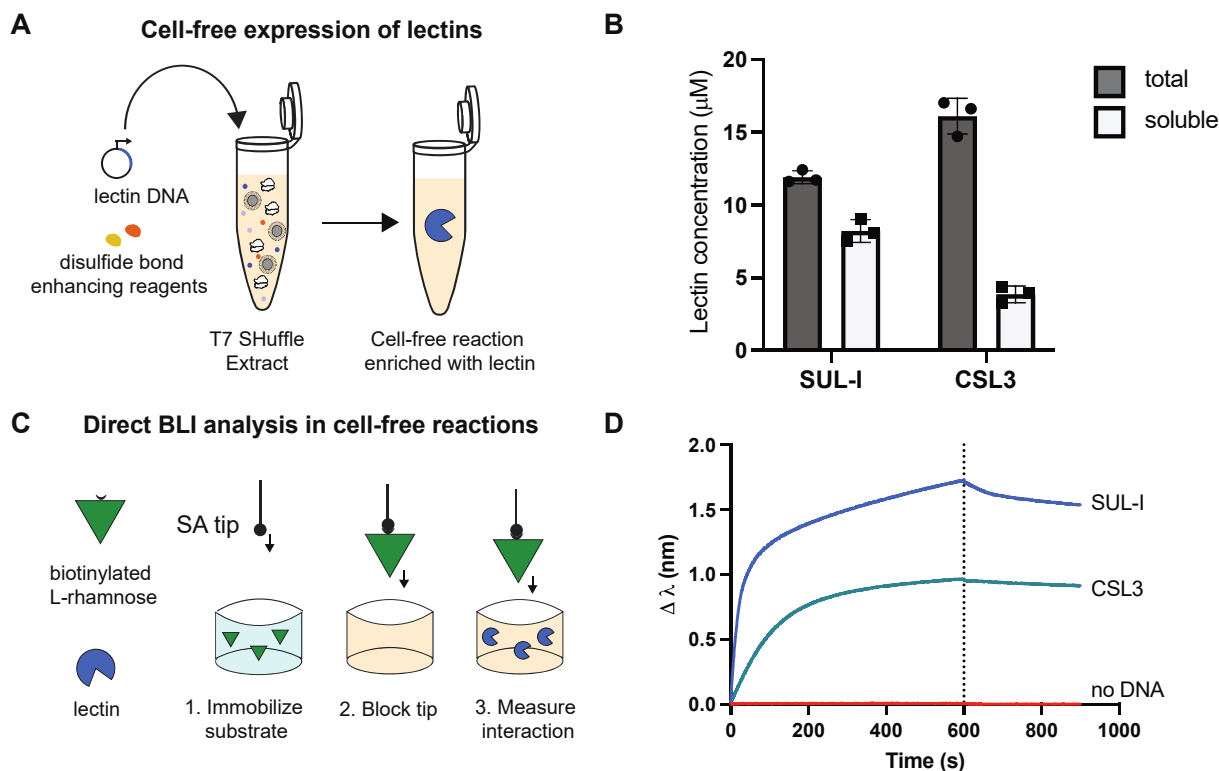 A
Cell-free expression of lectins
lectin DNA
disulfide bond
enhancing reagents
T7 SHuffle
Extract
Cell-free reaction
enriched with lectin
B
Lectin concentration (μM)
20
15
10
5
0
SUL-I
CSL3
total
soluble
C
Direct BLI analysis in cell-free reactions
biotinylated
L-rhamnose
lectin
SA tip
1. Immobilize
substrate
2. Block tip
3. Measure
interaction
D
Δ λ (nm)
2.0
1.5
1.0
0.5
0.0
SUL-I
CSL3
no DNA
0
200
400
600
800
1000
Time (s)